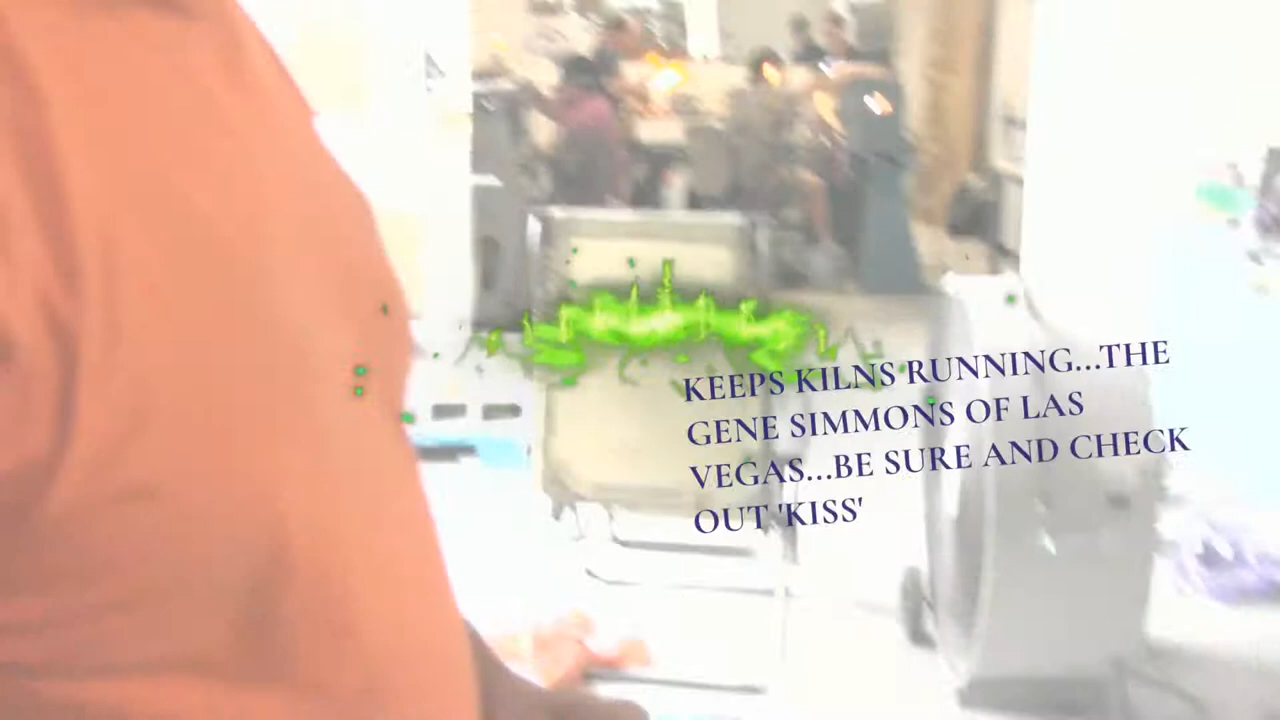 KEEPS KILNS RUNNING...THE
GENE SIMMONS OF LAS
VEGAS...BE SURE AND CHECK
OUT 'KISS'